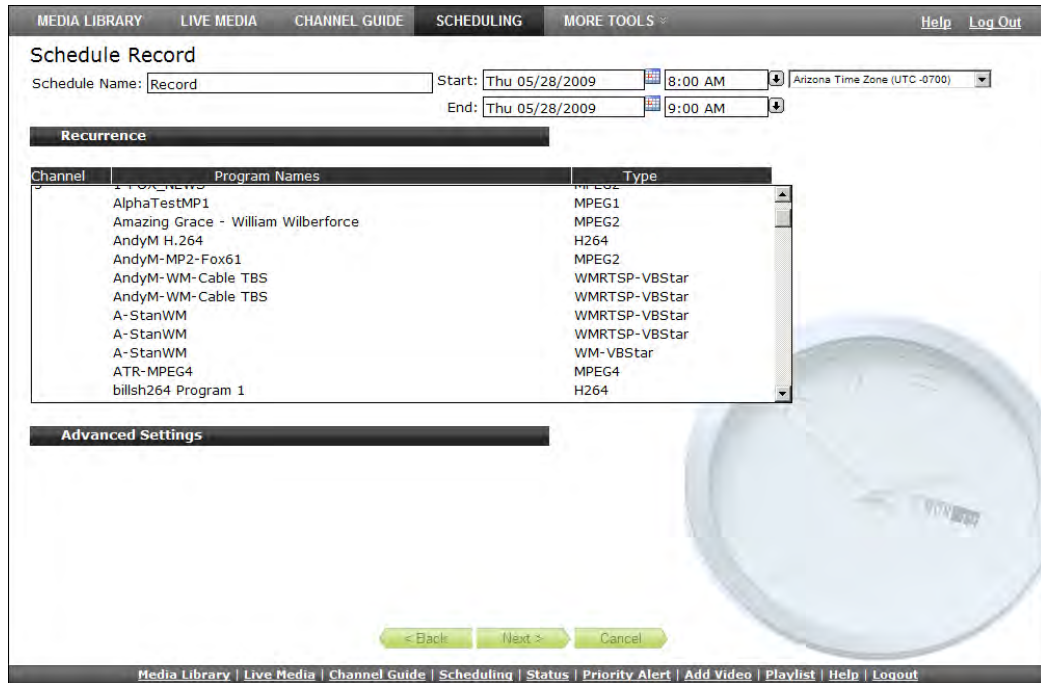 MEDIA LIBRARY LIVE MEDIA CHANNEL GUIDE SCHEDULING MORE TOOLS Help Log Out
Schedule Record
Schedule Name: Record Start: Thu 05/28/2009 8:00 AM Arizona Time Zone (UTC -0700)
End: Thu 05/28/2009 9:00 AM
Recurrence
Channel Program Names Type
1-FOX_NEWS MPEG2
AlphaTestMP1 MPEG1
Amazing Grace - William Wilberforce MPEG2
AndyM H.264 H264
AndyM-MP2-Fox61 MPEG2
AndyM-WM-Cable TBS WMRTSP-VBStar
AndyM-WM-Cable TBS WMRTSP-VBStar
A-StanWM WMRTSP-VBStar
A-StanWM WMRTSP-VBStar
A-StanWM WM-VBStar
ATR-MPEG4 MPEG4
billsh264 Program 1 H264
Advanced Settings
< Back Next > Cancel
Media Library | Live Media | Channel Guide | Scheduling | Status | Priority Alert | Add Video | Playlist | Help | Logout